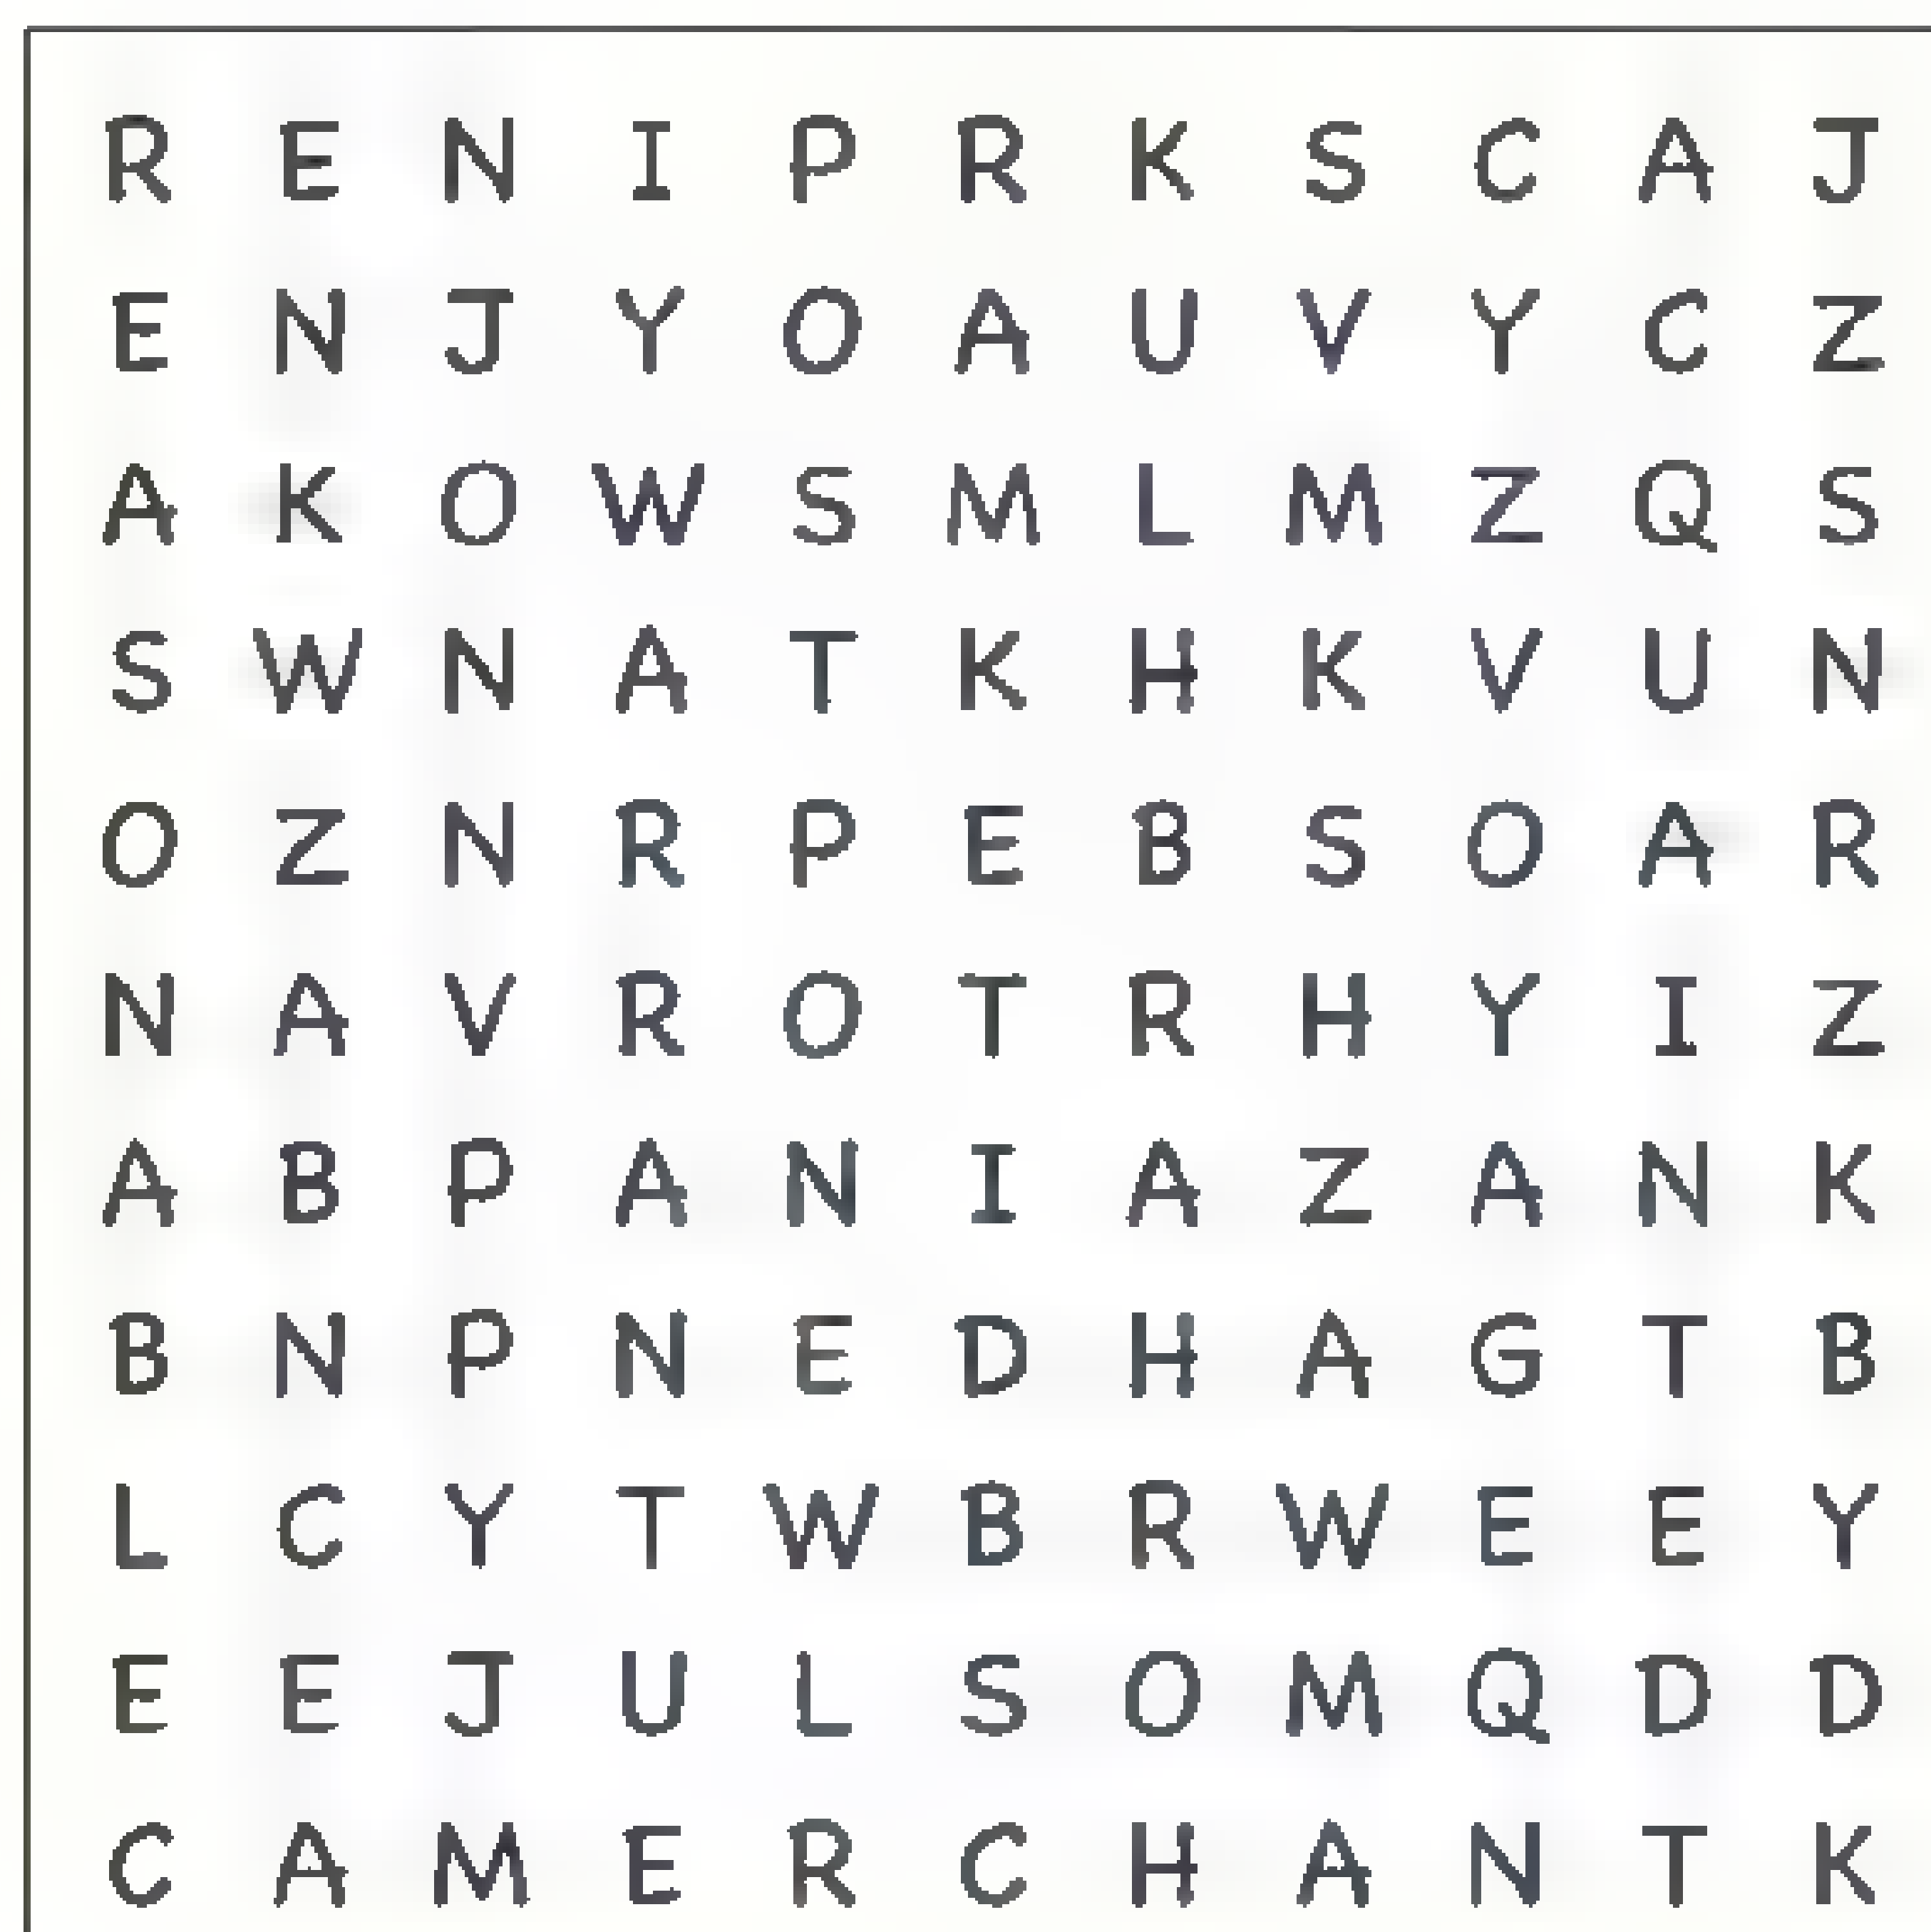 R E N I P R K S C A J
E N J Y O A U V Y C Z
A K O W S M L M Z Q S
S W N A T K H K V U N
O Z N R P E B S O A R
N A V R O T R H Y I Z
A B P A N I A Z A N K
B N P N E D H A G T B
L C Y T W B R W E E Y
E E J U L S O M Q D D
C A M E R C H A N T K